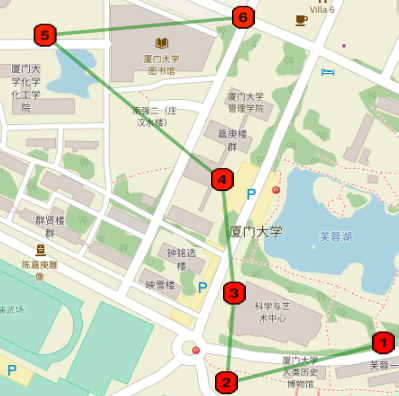 Villa 6
6
5
厦门大学
图书馆
厦门大
学化学
化工学
院
厦门大学
管理学院
南强二（庄
汉水楼）
嘉庚楼
群
4
P
厦门大学
芙蓉湖
群贤楼
群
钟铭选
楼
陈嘉庚雕
像
映雪楼
P
3
科学与艺
术中心
演武场
1
厦门大学
人类历史
博物馆
芙蓉一
2
P